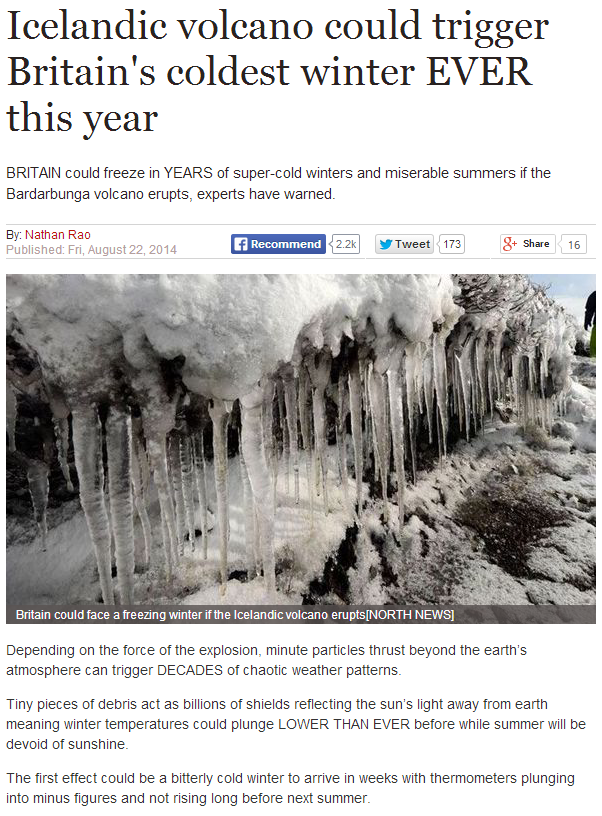 Icelandic volcano could trigger
Britain's coldest winter EVER
this year
BRITAIN could freeze in YEARS of super-cold winters and miserable summers if the
Bardarbunga volcano erupts, experts have warned.
By: Nathan Rao
Published: Fri, August 22, 2014
Recommend 2.2k Tweet 173 Share 16
Britain could face a freezing winter if the Icelandic volcano erupts[NORTH NEWS]
Depending on the force of the explosion, minute particles thrust beyond the earth's
atmosphere can trigger DECADES of chaotic weather patterns.
Tiny pieces of debris act as billions of shields reflecting the sun's light away from earth
meaning winter temperatures could plunge LOWER THAN EVER before while summer will be
devoid of sunshine.
The first effect could be a bitterly cold winter to arrive in weeks with thermometers plunging
into minus figures and not rising long before next summer.